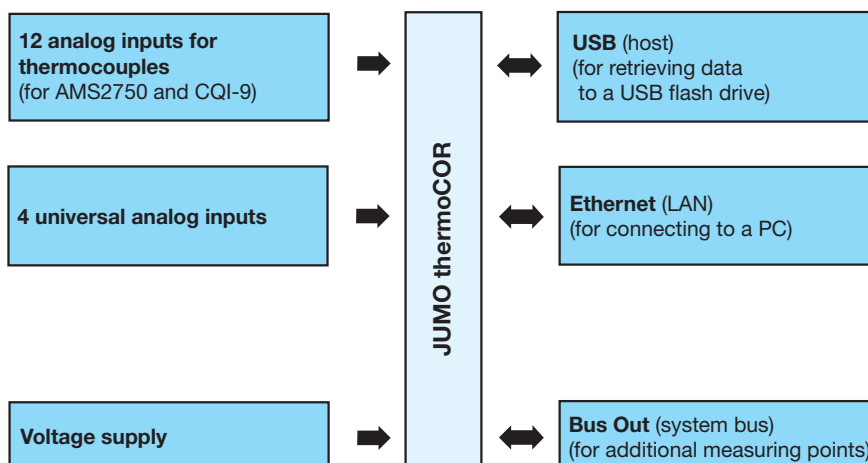 12 analog inputs for
thermocouples
(for AMS2750 and CQI-9)
4 universal analog inputs
Voltage supply
JUMO thermoCOR
USB (host)
(for retrieving data
to a USB flash drive)
Ethernet (LAN)
(for connecting to a PC)
Bus Out (system bus)
(for additional measuring points)